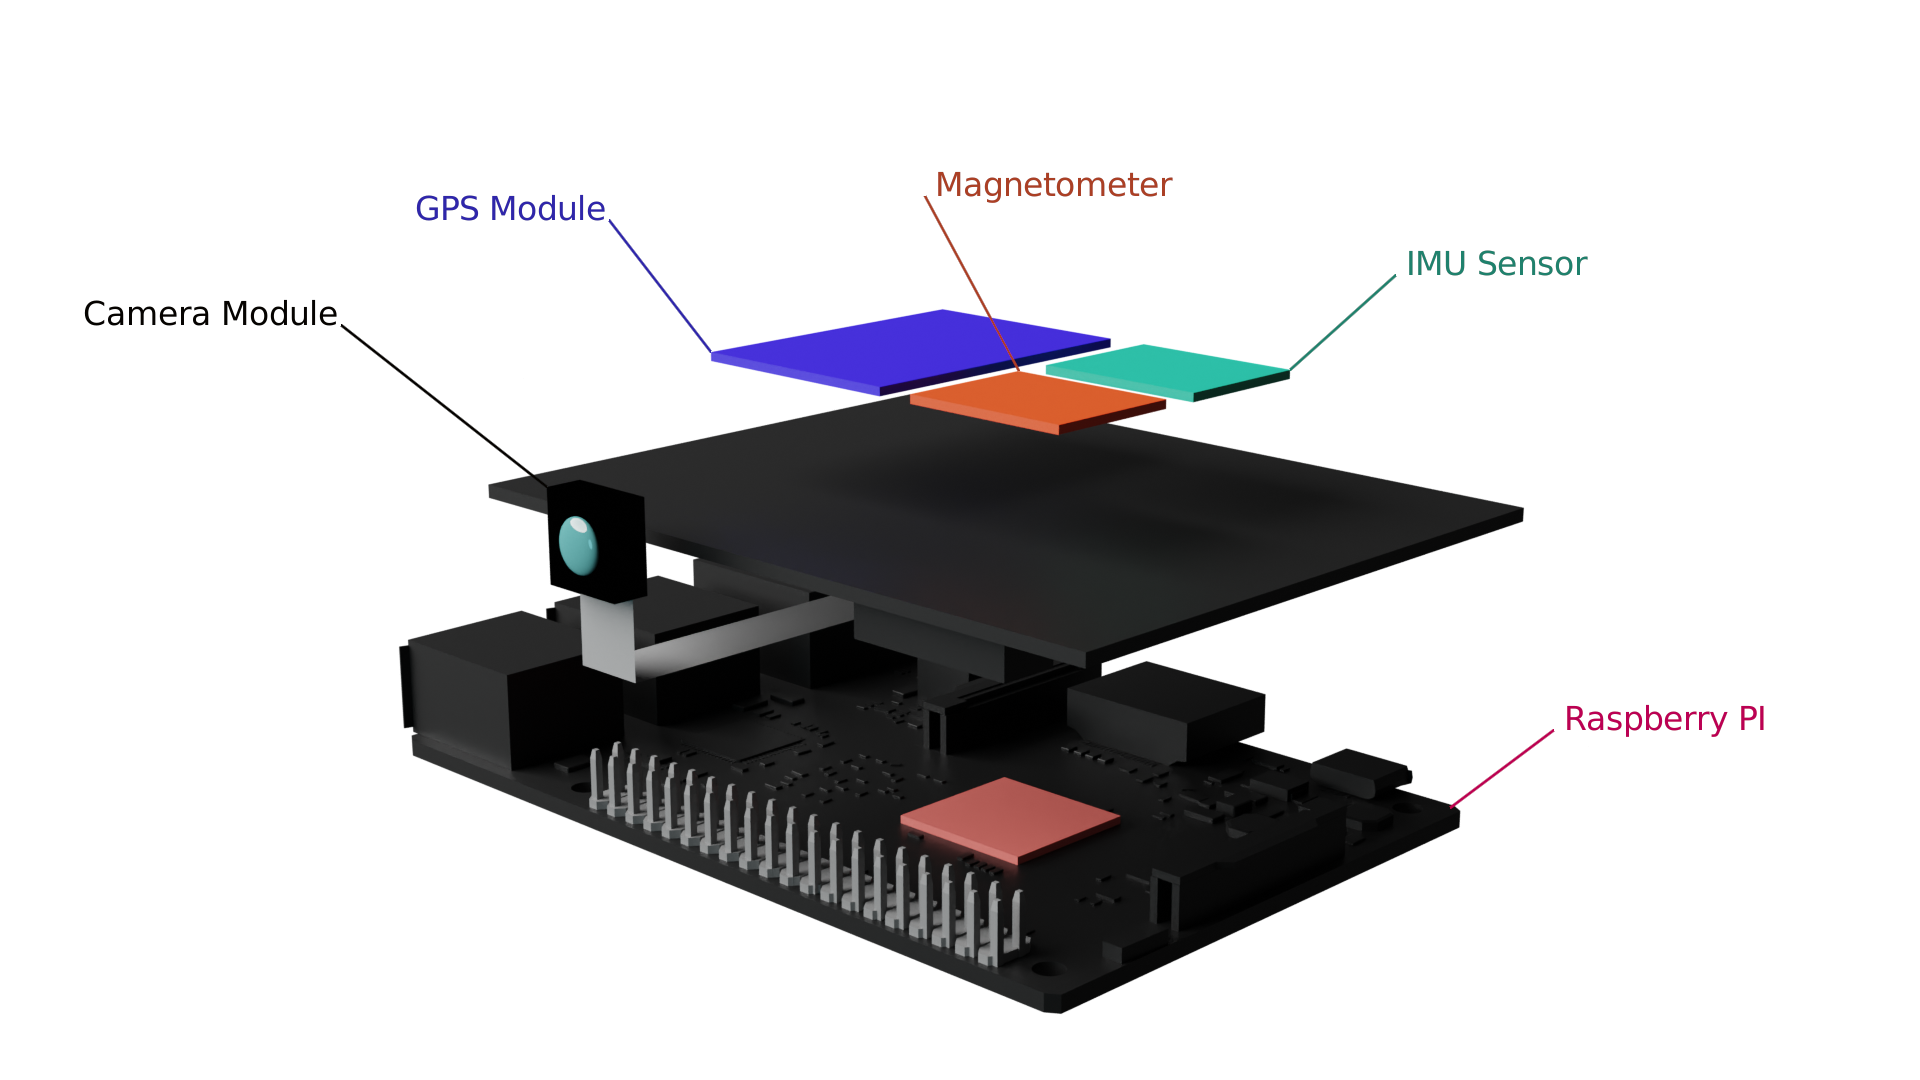 Magnetometer
GPS Module
IMU Sensor
Camera Module
Raspberry PI